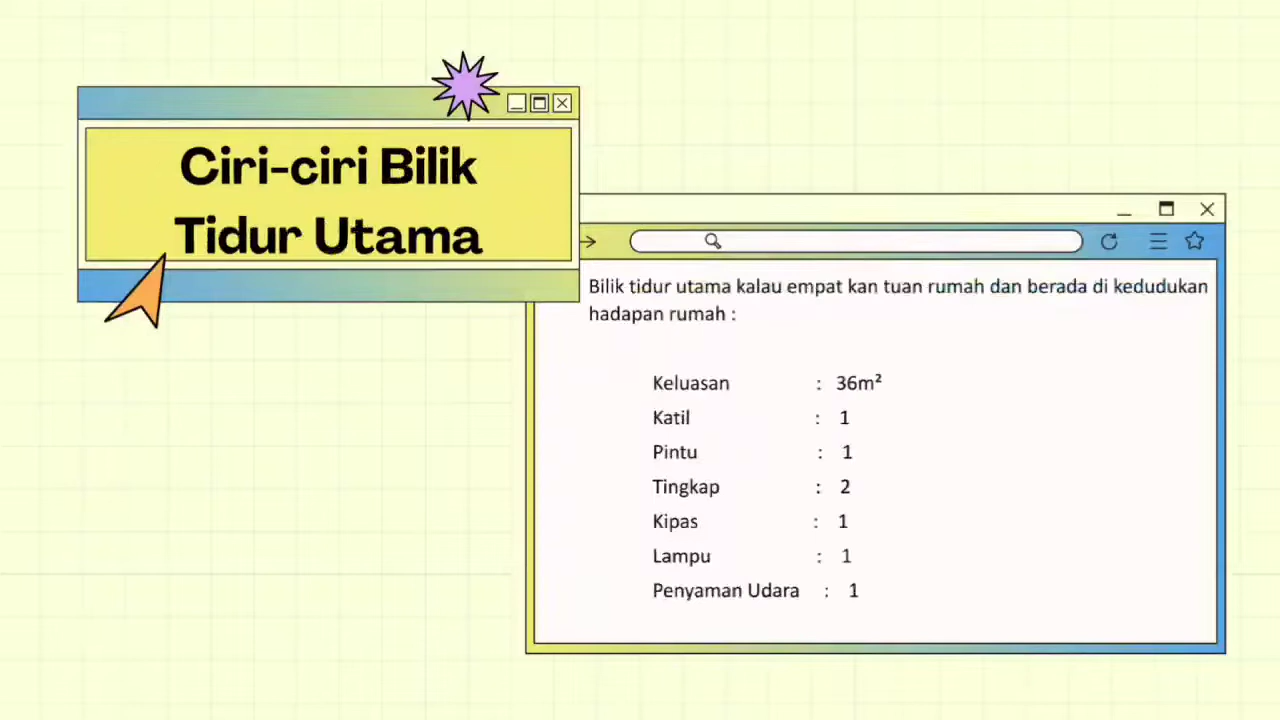 Ciri-ciri Bilik
Tidur Utama
Bilik tidur utama kalau empat kan tuan rumah dan berada di kedudukan
hadapan rumah :
Keluasan : 36m²
Katil : 1
Pintu : 1
Tingkap : 2
Kipas : 1
Lampu : 1
Penyaman Udara : 1